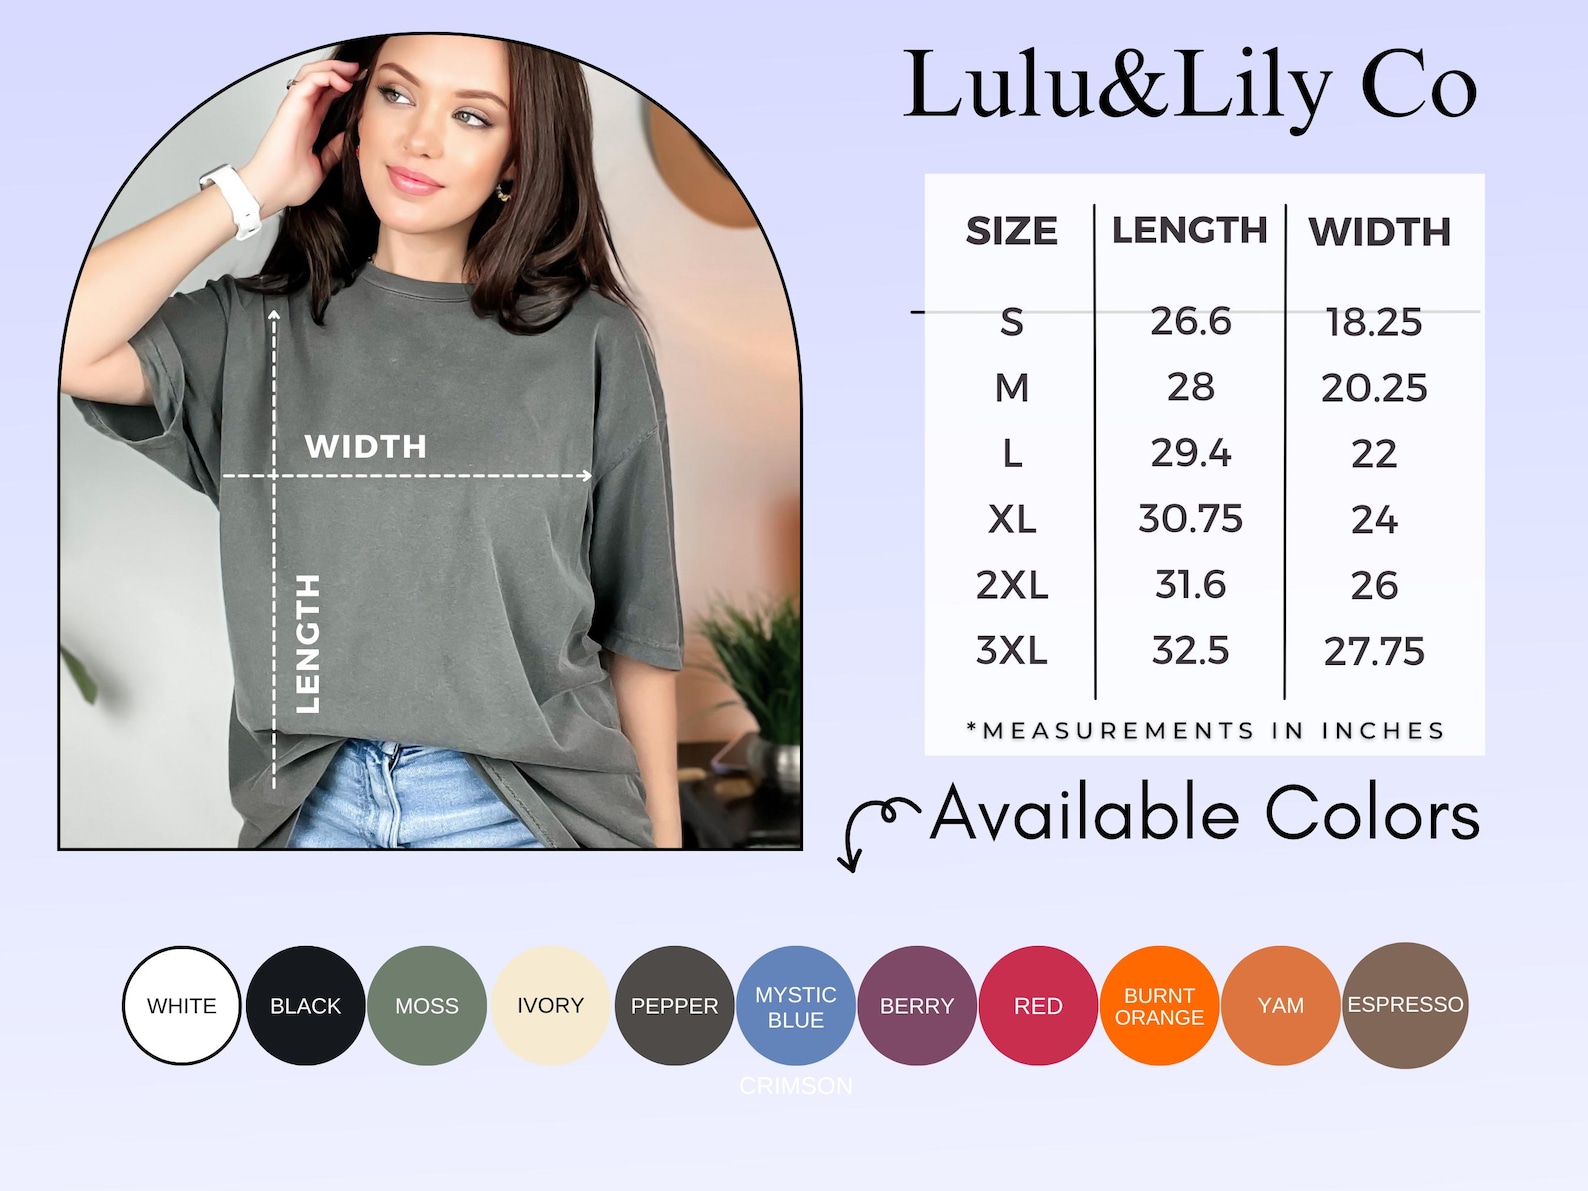 Lulu&Lily Co
SIZE LENGTH WIDTH
S 26.6 18.25
M 28 20.25
L 29.4 22
XL 30.75 24
2XL 31.6 26
3XL 32.5 27.75
*MEASUREMENTS IN INCHES
WIDTH
LENGTH
Available Colors
WHITE
BLACK
MOSS
IVORY
PEPPER
MYSTIC
BLUE
BERRY
RED
BURNT
ORANGE
YAM
ESPRESSO
CRIMSON